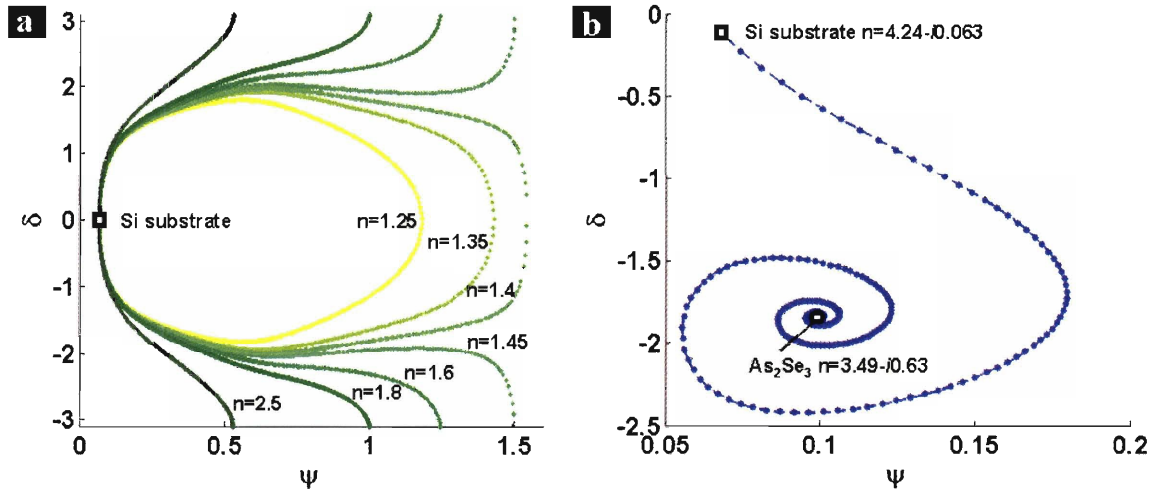 a
3
2
1
0
-1
-2
-3
δ
Si substrate
n=1.25
n=1.35
n=1.4
n=1.45
n=1.6
n=1.8
n=2.5
0
0.5
1
1.5
ψ
b
0
-0.5
-1
-1.5
-2
-2.5
δ
Si substrate n=4.24-i0.063
As2Se3 n=3.49-i0.63
0.05
0.1
0.15
0.2
ψ